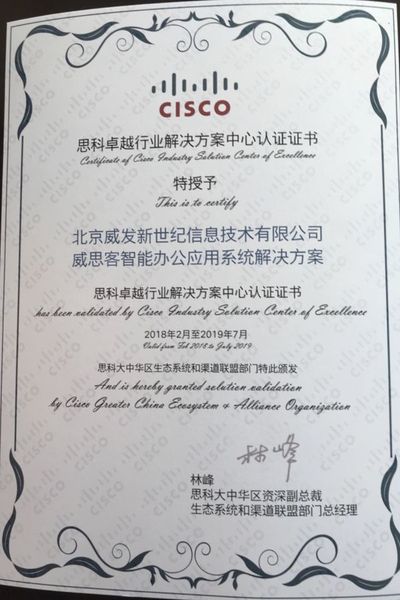 CISCO
思科卓越行业解决方案中心认证证书
Certificate of Cisco Industry Solution Center of Excellence
特授予
This is to certify
北京威发新世纪信息技术有限公司
威思客智能办公应用系统解决方案
思科卓越行业解决方案中心认证证书
has been validated by Cisco Industry Solution Center of Excellence
2018年2月至2019年7月
Valid from Feb 2018 to July 2019
思科大中华区生态系统和渠道联盟部门特此颁发
And is hereby granted solution validation
by Cisco Greater China Ecosystem & Alliance Organization
林峰
林峰
思科大中华区资深副总裁
生态系统和渠道联盟部门总经理